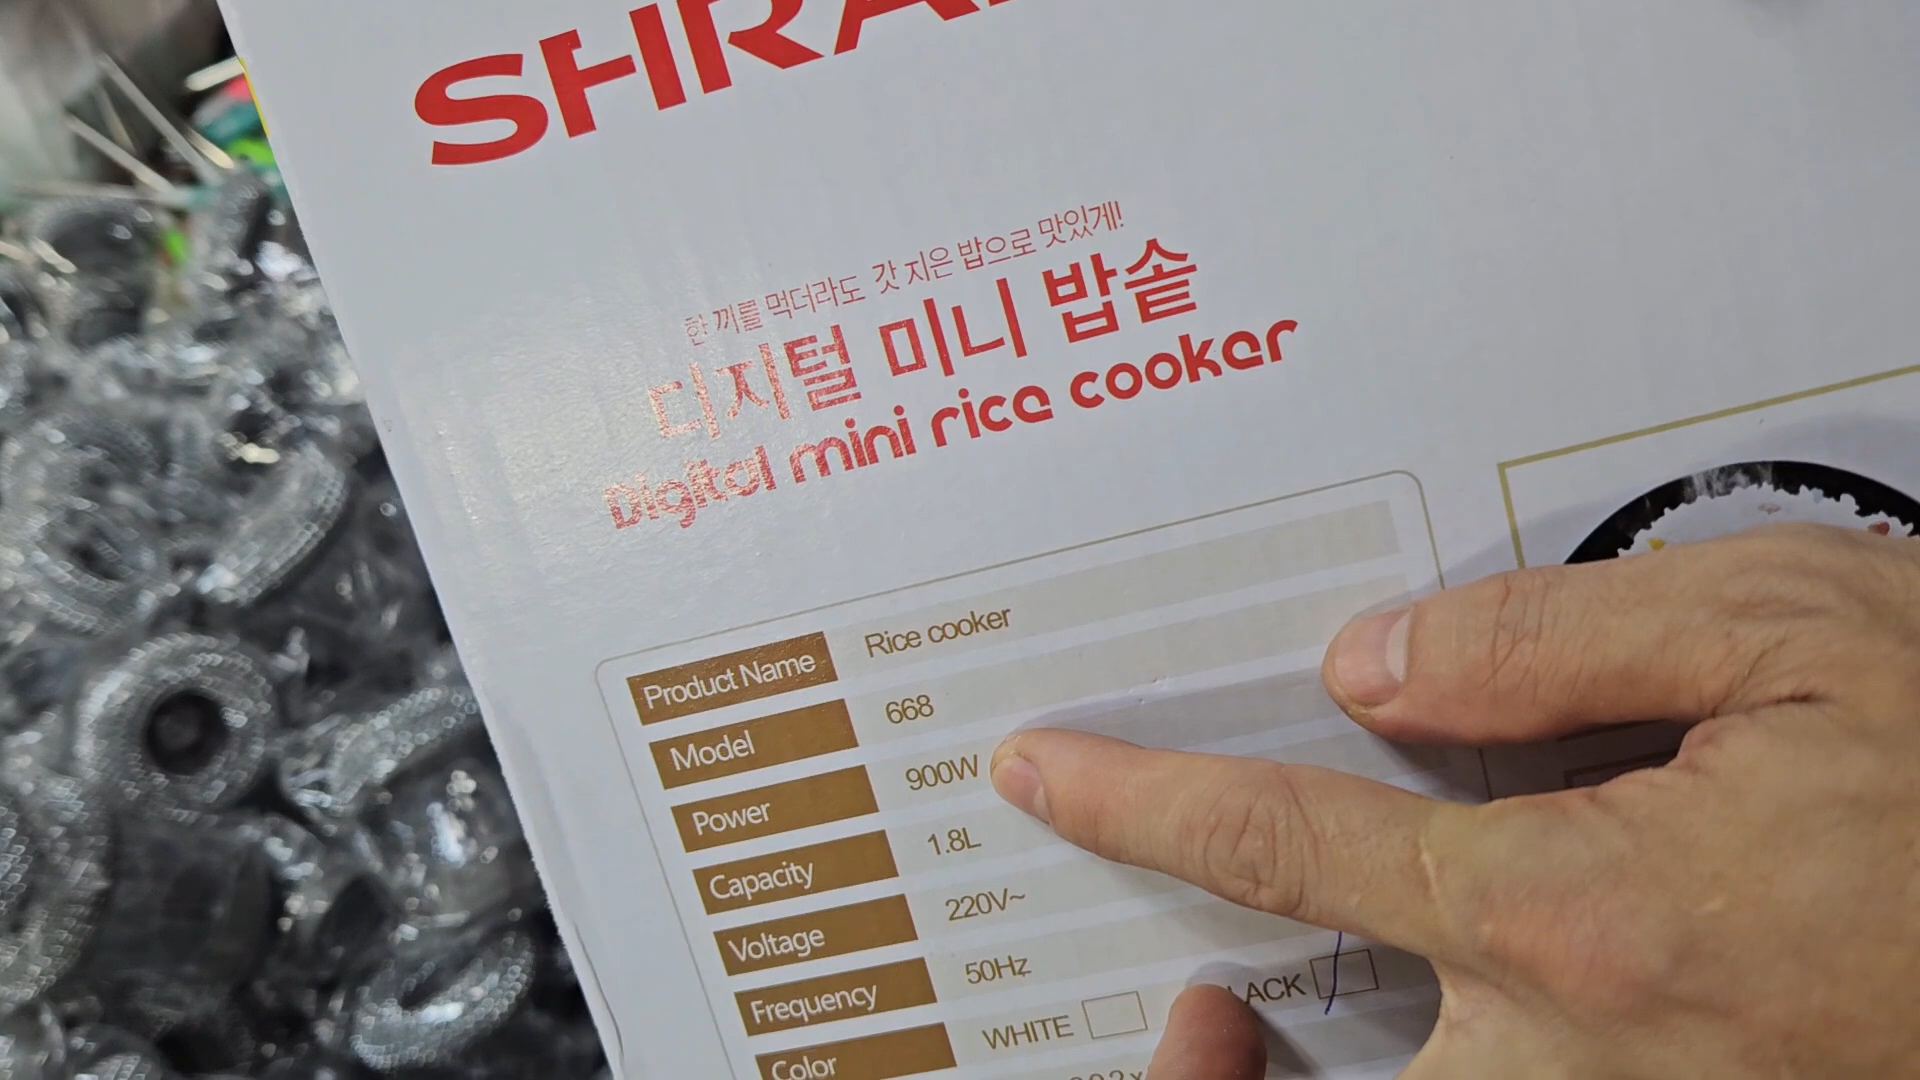 SHRA
한 끼를 먹더라도 갓 지은 밥으로 맛있게!
디지털 미니 밥솥
Digital mini rice cooker
Product Name Rice cooker
Model 668
Power 900W
Capacity 1.8L
Voltage 220V~
Frequency 50Hz
Color WHITE LACK